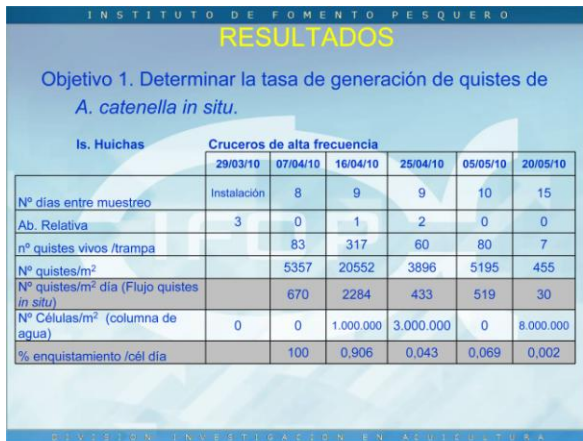 INSTITUTO DE FOMENTO PESQUERO
RESULTADOS
Objetivo 1. Determinar la tasa de generación de quistes de
A. catenella in situ.
Is. Huichas Cruceros de alta frecuencia
29/03/10 07/04/10 16/04/10 25/04/10 05/05/10 20/05/10
Nº días entre muestreo Instalación 8 9 9 10 15
Ab. Relativa 3 0 1 2 0 0
nº quistes vivos /trampa 83 317 60 80 7
Nº quistes/m² 5357 20552 3896 5195 455
Nº quistes/m² día (Flujo quistes
in situ) 670 2284 433 519 30
Nº Células/m² (columna de
agua) 0 0 1.000.000 3.000.000 0 8.000.000
% enquistamiento /cél día 100 0,906 0,043 0,069 0,002
IFOP
DIVISIÓN INVESTIGACIÓN EN ACUICULTURA